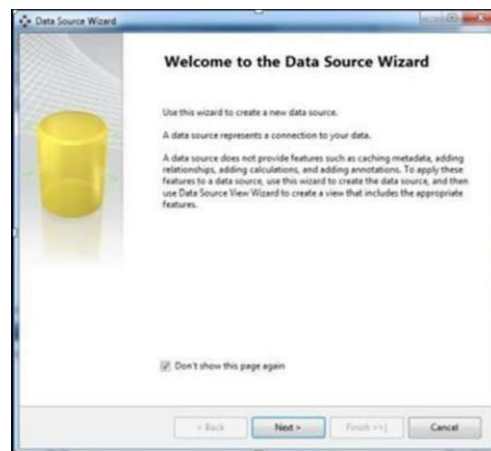 Data Source Wizard
Welcome to the Data Source Wizard
Use this wizard to create a new data source.
A data source represents a connection to your data.
A data source does not provide features such as caching metadata, adding
relationships, adding calculations, and adding annotations. To apply these
features to a data source, use this wizard to create the data source, and then
use Data Source View Wizard to create a view that includes the appropriate
features.
Don't show this page again
< Back Next > Finish >>| Cancel